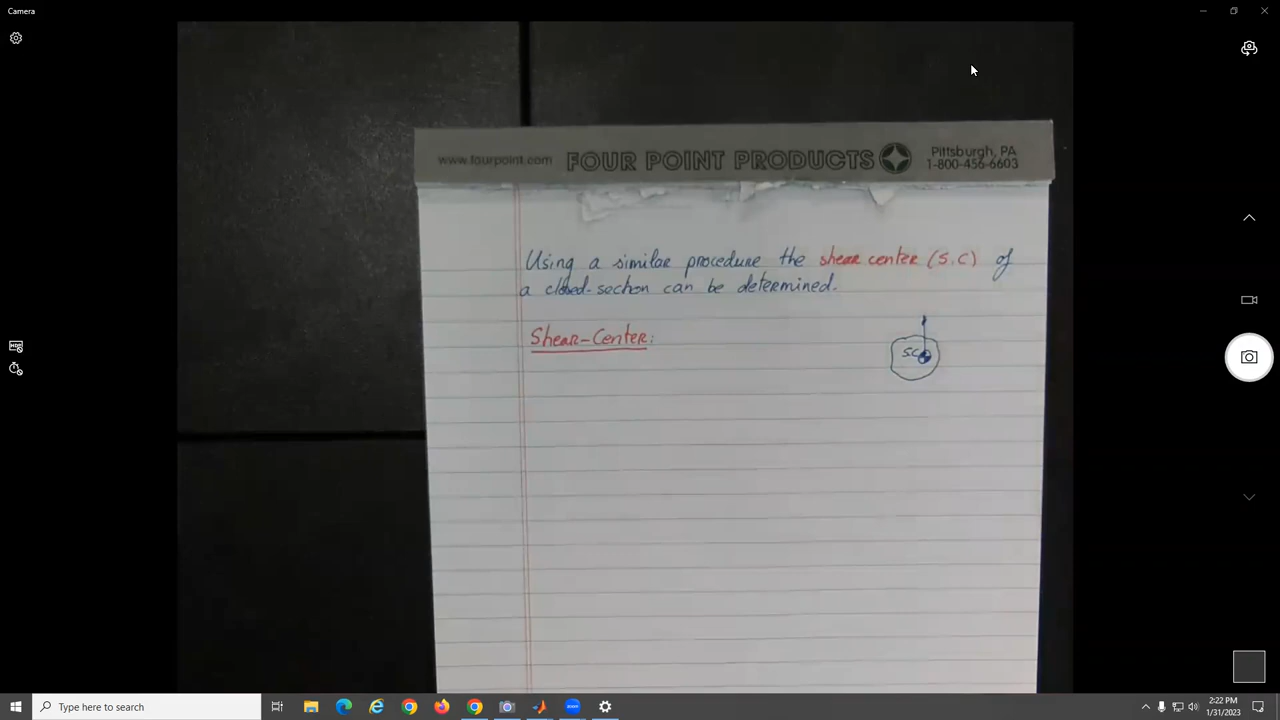 Camera
www.fourpoint.com FOUR POINT PRODUCTS Pittsburgh, PA
1-800-456-6603
Using a similar procedure the shear center (S.C) of
a closed-section can be determined.
Shear-Center:
S.C
HDR
Type here to search
2:22 PM
1/31/2023